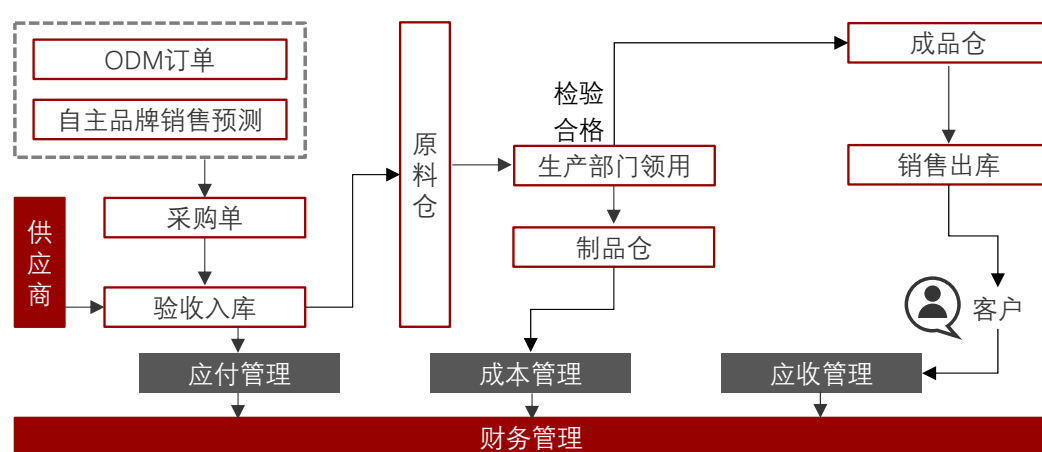 ODM订单
自主品牌销售预测
采购单
供应商
验收入库
应付管理
原料仓
检验
合格
生产部门领用
制品仓
成本管理
成品仓
销售出库
客户
应收管理
财务管理